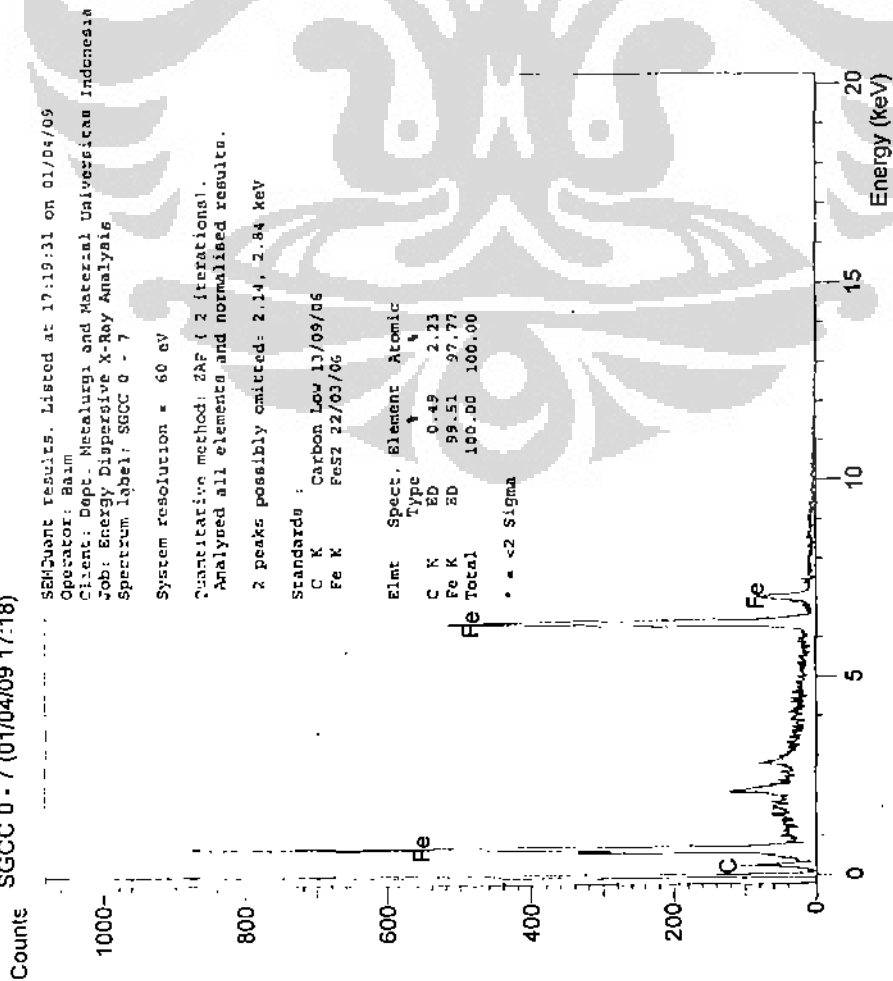 Counts SGCC 0 - 7 (01/04/09 17:18)
SEMQuant results. Listed at 17:19:31 on 01/04/09
Operator: Baim
Client: Dept. Metalurgi and Material Universitas Indonesia
Job: Energy Dispersive X-Ray Analysis
Spectrum label: SGCC 0 - 7
System resolution = 60 eV
Quantitative method: ZAF ( 2 iterations).
Analysed all elements and normalised results.
2 peaks possibly omitted: 2.14, 2.84 keV
Standards :
C K Carbon Low 13/09/06
Fe K FeS2 22/03/06
Elmt Spect. Element Atomic
Type % %
C K ED 0.49 2.23
Fe K ED 99.51 97.77
Total 100.00 100.00
* = <2 Sigma
1000
800
600
400
200
0
C
Fe
Fe
Fe
0 5 10 15 20
Energy (keV)